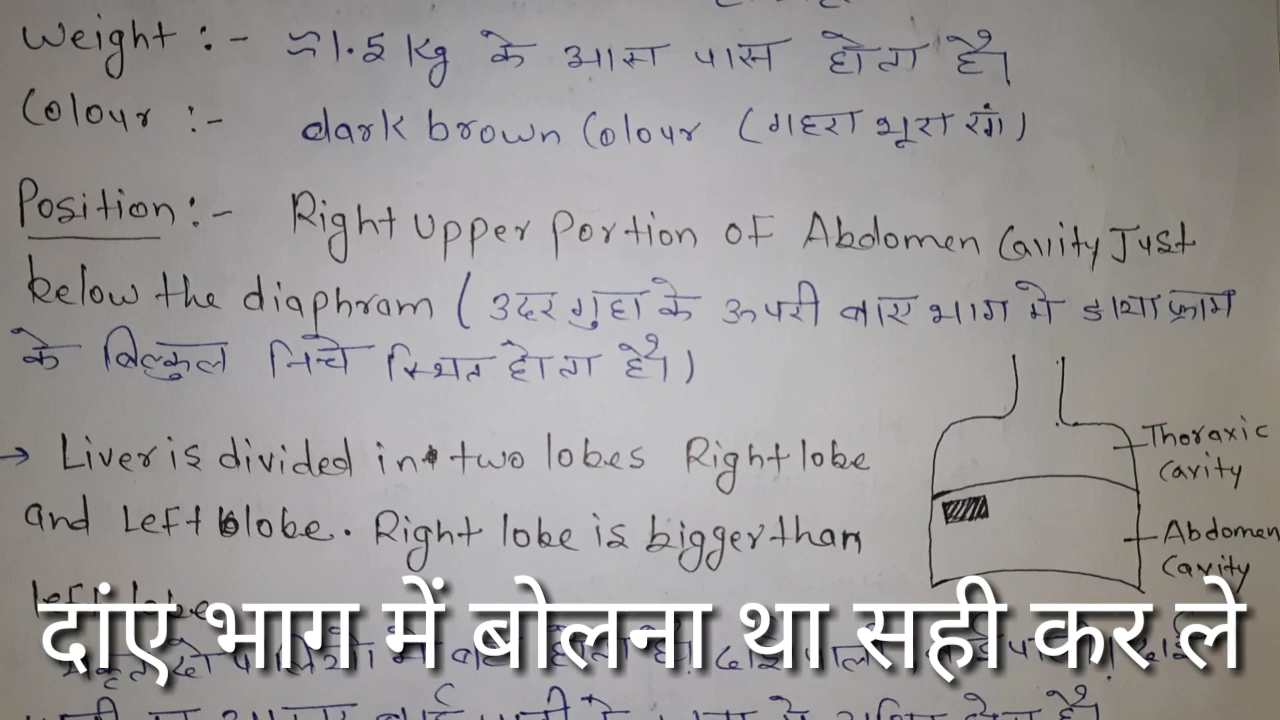 Weight :- ≈1.5 Kg के आस पास होता है।
Colour :- dark brown Colour (गहरा भूरा रंग)
Position :- Right Upper Portion of Abdomen Cavity Just
below the diaphram ( उदर गुहा के ऊपरी बाए भाग मे डायाफ्राम
के बिल्कुल निचे स्थित होता है। )
→ Liver is divided in two lobes Right lobe
and Left lobe. Right lobe is bigger than
left lobe
Thoraxic
cavity
Abdomen
Cavity
दांए भाग में बोलना था सही कर ले